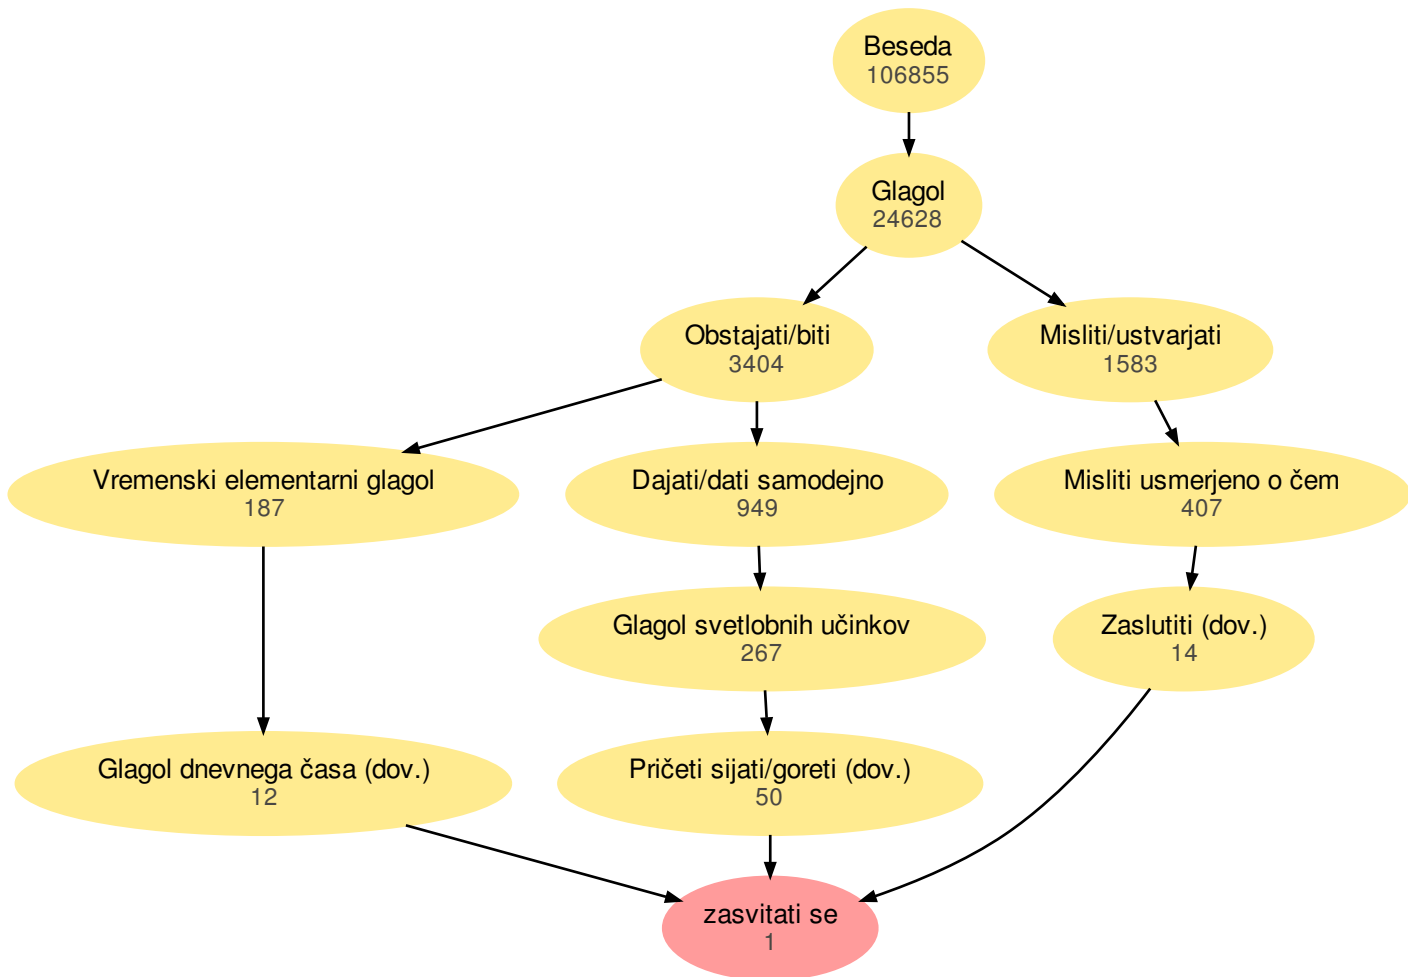 Beseda
106855
Glagol
24628
Obstajati/biti
3404
Misliti/ustvarjati
1583
Vremenski elementarni glagol
187
Dajati/dati samodejno
949
Misliti usmerjeno o čem
407
Glagol svetlobnih učinkov
267
Zaslutiti (dov.)
14
Glagol dnevnega časa (dov.)
12
Pričeti sijati/goreti (dov.)
50
zasvitati se
1